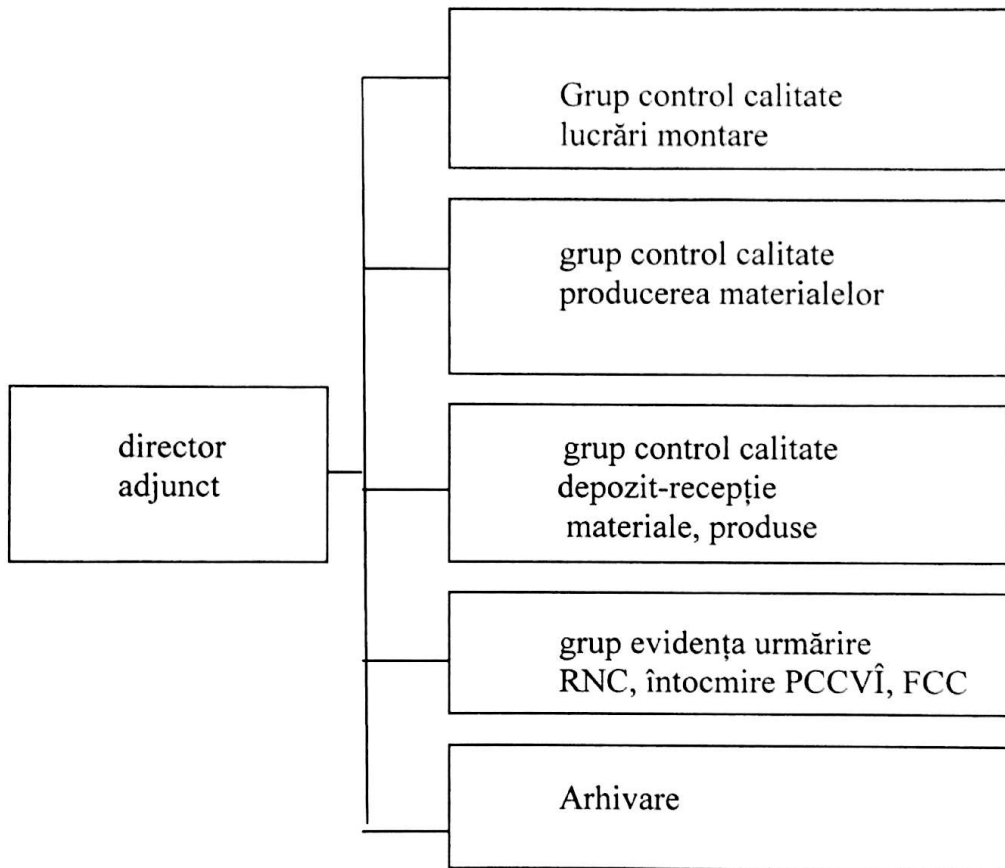 Grup control calitate
lucrări montare
grup control calitate
producerea materialelor
director
adjunct
grup control calitate
depozit-recepție
materiale, produse
grup evidența urmărire
RNC, întocmire PCCVÎ, FCC
Arhivare